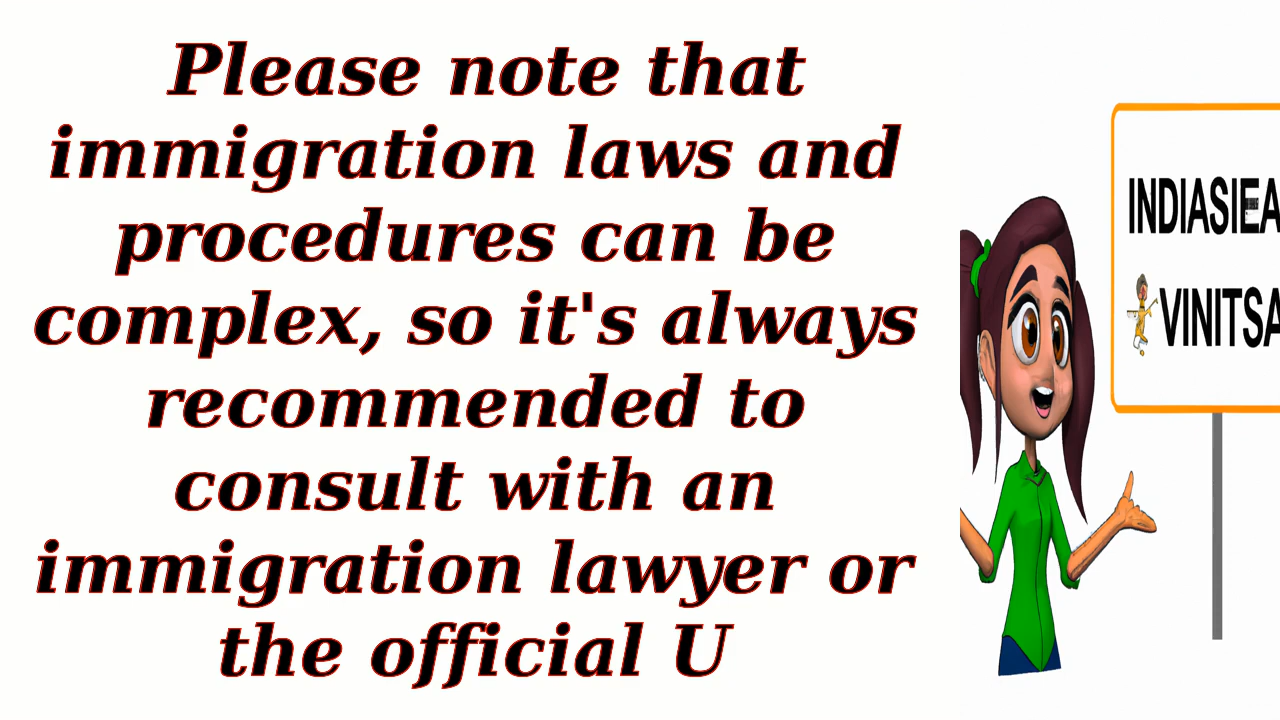 Please note that
immigration laws and
procedures can be
complex, so it's always
recommended to
consult with an
immigration lawyer or
the official U
INDIASIEA
VINITSA